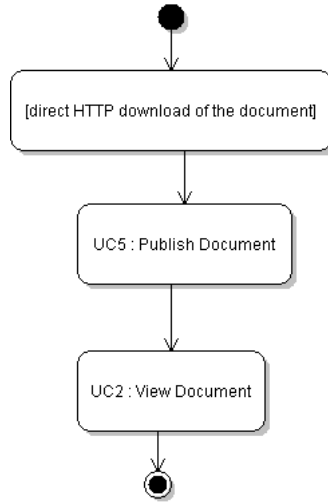 [direct HTTP download of the document]
UC5 : Publish Document
UC2 : View Document